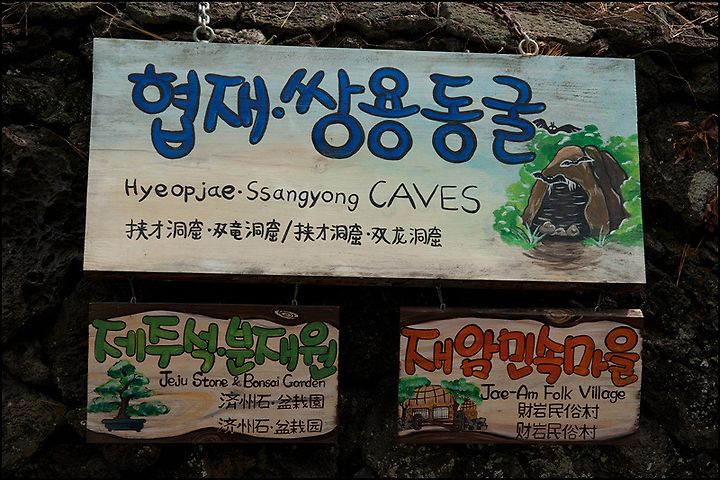 협재·쌍용동굴
Hyeopjae·Ssangyong CAVES
挟才洞窟·双竜洞窟/挟才洞窟·双龙洞窟
제주석·분재원
Jeju Stone & Bonsai Garden
済州石·盆栽園
济州石·盆栽园
재암민속마을
Jae-Am Folk Village
財岩民俗村
财岩民俗村